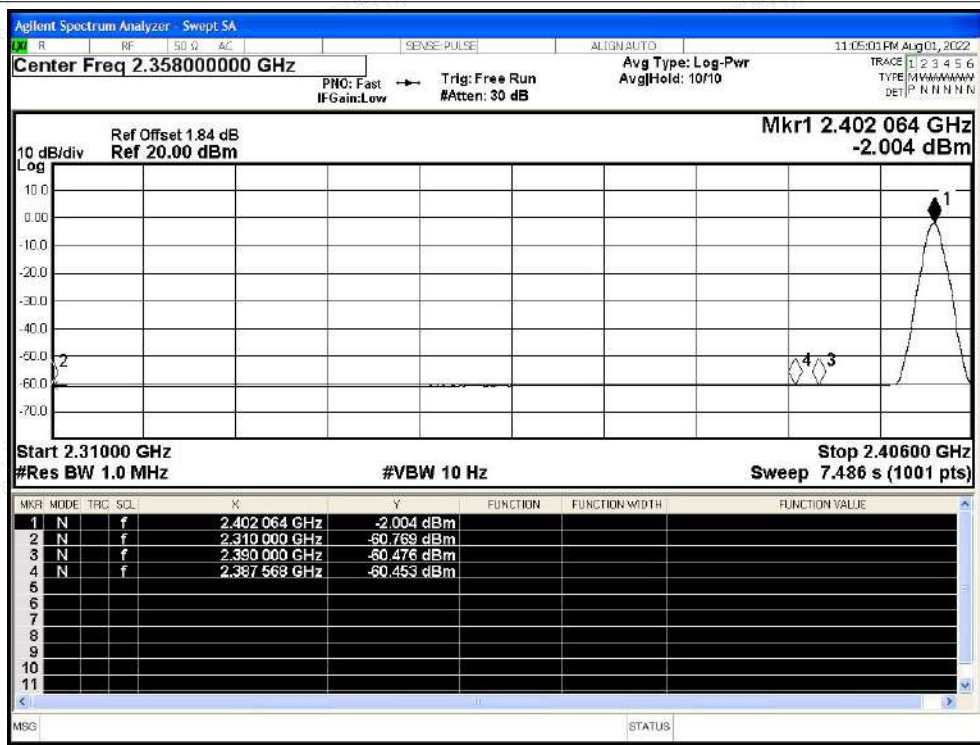 Agilent Spectrum Analyzer - Swept SA
LXI R RF 50 Ω AC SENSE:PULSE ALIGNAUTO 11:05:01 PM Aug 01, 2022
Center Freq 2.358000000 GHz Avg Type: Log-Pwr TRACE 1 2 3 4 5 6
PNO: Fast Trig: Free Run Avg|Hold: 10/10 TYPE
IFGain:Low #Atten: 30 dB DET P N N N N N
Mkr1 2.402 064 GHz
Ref Offset 1.84 dB
10 dB/div Ref 20.00 dBm -2.004 dBm
Log
10.0
1
0.00
-10.0
-20.0
-30.0
-40.0
-50.0
2 4 3
-60.0
-70.0
Start 2.31000 GHz Stop 2.40600 GHz
#Res BW 1.0 MHz #VBW 10 Hz Sweep 7.486 s (1001 pts)
MKR MODE TRC SCL X Y FUNCTION FUNCTION WIDTH FUNCTION VALUE
1 N f 2.402 064 GHz -2.004 dBm
2 N f 2.310 000 GHz -60.769 dBm
3 N f 2.390 000 GHz -60.476 dBm
4 N f 2.387 568 GHz -60.453 dBm
5
6
7
8
9
10
11
MSG STATUS